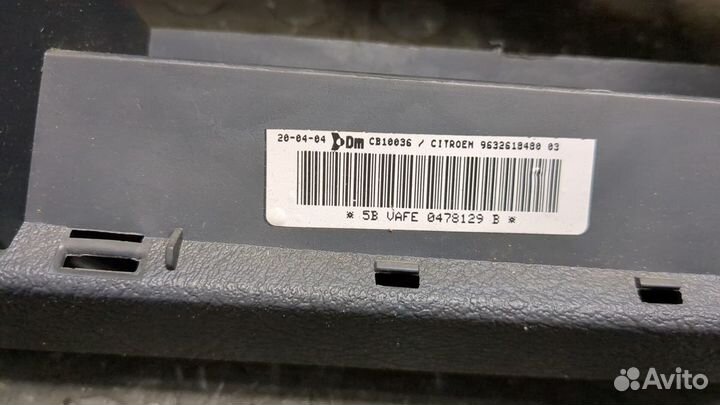 20-04-04 Dm CB10036 / CITROEN 9632618480 03
* 5B VAFE 0478129 B *
Avito